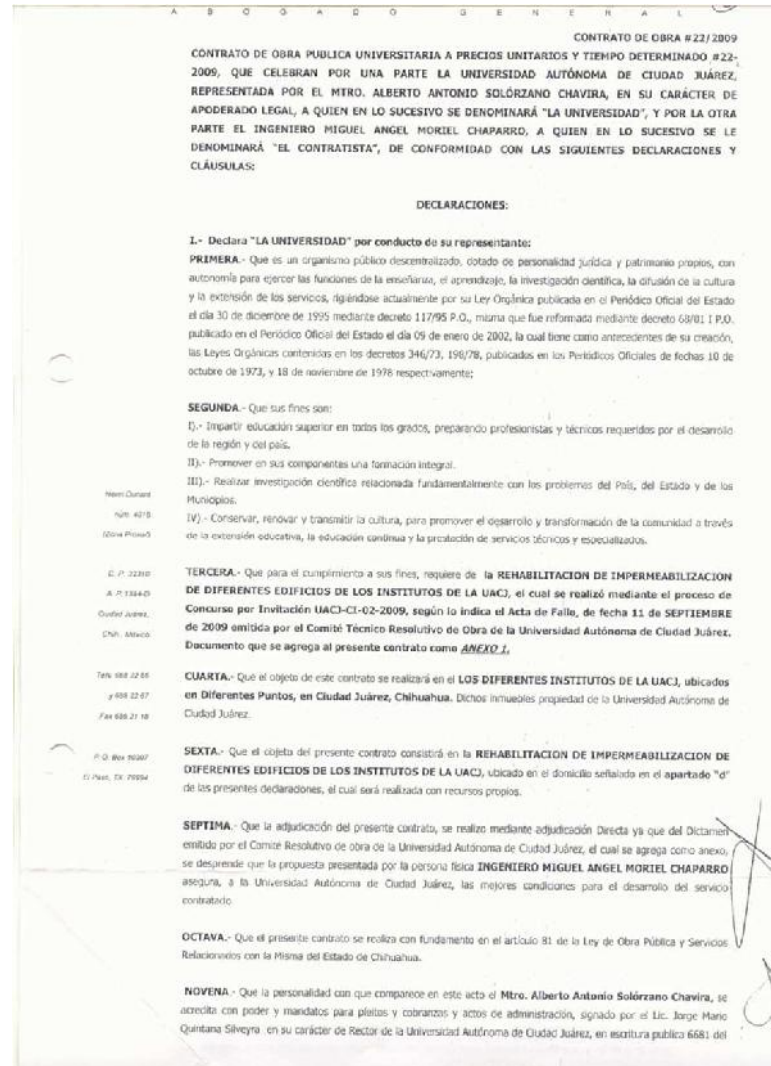 A B O G A D O G E N E R A L
CONTRATO DE OBRA #22/2009
CONTRATO DE OBRA PUBLICA UNIVERSITARIA A PRECIOS UNITARIOS Y TIEMPO DETERMINADO #22-
2009, QUE CELEBRAN POR UNA PARTE LA UNIVERSIDAD AUTÓNOMA DE CIUDAD JUÁREZ,
REPRESENTADA POR EL MTRO. ALBERTO ANTONIO SOLÓRZANO CHAVIRA, EN SU CARÁCTER DE
APODERADO LEGAL, A QUIEN EN LO SUCESIVO SE DENOMINARÁ "LA UNIVERSIDAD", Y POR LA OTRA
PARTE EL INGENIERO MIGUEL ANGEL MORIEL CHAPARRO, A QUIEN EN LO SUCESIVO SE LE
DENOMINARÁ "EL CONTRATISTA", DE CONFORMIDAD CON LAS SIGUIENTES DECLARACIONES Y
CLÁUSULAS:
DECLARACIONES:
I.- Declara "LA UNIVERSIDAD" por conducto de su representante:
PRIMERA.- Que es un organismo público descentralizado, dotado de personalidad jurídica y patrimonio propios, con
autonomía para ejercer las funciones de la enseñanza, el aprendizaje, la investigación científica, la difusión de la cultura
y la extensión de los servicios, rigiéndose actualmente por su Ley Orgánica publicada en el Periódico Oficial del Estado
el día 30 de diciembre de 1995 mediante decreto 117/95 P.O., misma que fue reformada mediante decreto 68/01 I P.O.
publicado en el Periódico Oficial del Estado el día 09 de enero de 2002, la cual tiene como antecedentes de su creación,
las Leyes Orgánicas contenidas en los decretos 346/73, 198/78, publicados en los Periódicos Oficiales de fechas 10 de
octubre de 1973, y 18 de noviembre de 1978 respectivamente;
SEGUNDA.- Que sus fines son:
I).- Impartir educación superior en todos los grados, preparando profesionistas y técnicos requeridos por el desarrollo
de la región y del país.
II).- Promover en sus componentes una formación integral.
III).- Realizar investigación científica relacionada fundamentalmente con los problemas del País, del Estado y de los
Municipios.
IV).- Conservar, renovar y transmitir la cultura, para promover el desarrollo y transformación de la comunidad a través
de la extensión educativa, la educación continua y la prestación de servicios técnicos y especializados.
Henri Dunant
núm. 4016
(Zona Pronaf)
C. P. 32310
A. P. 1594-D
Ciudad Juárez,
Chih., México
TERCERA.- Que para el cumplimiento a sus fines, requiere de la REHABILITACION DE IMPERMEABILIZACION
DE DIFERENTES EDIFICIOS DE LOS INSTITUTOS DE LA UACJ, el cual se realizó mediante el proceso de
Concurso por Invitación UACJ-CI-02-2009, según lo indica el Acta de Fallo, de fecha 11 de SEPTIEMBRE
de 2009 emitida por el Comité Técnico Resolutivo de Obra de la Universidad Autónoma de Ciudad Juárez.
Documento que se agrega al presente contrato como ANEXO 1.
Fax 686 21 18
CUARTA.- Que el objeto de este contrato se realizará en el LOS DIFERENTES INSTITUTOS DE LA UACJ, ubicados
en Diferentes Puntos, en Ciudad Juárez, Chihuahua. Dichos inmuebles propiedad de la Universidad Autónoma de
Ciudad Juárez.
P. O. Box
El Paso, TX.
SEXTA.- Que el objeto del presente contrato consistirá en la REHABILITACION DE IMPERMEABILIZACION DE
DIFERENTES EDIFICIOS DE LOS INSTITUTOS DE LA UACJ, ubicado en el domicilio señalado en el apartado "d"
de las presentes declaraciones, el cual será realizada con recursos propios.
SEPTIMA.- Que la adjudicación del presente contrato, se realizo mediante adjudicación Directa ya que del Dictamen
emitido por el Comité Resolutivo de obra de la Universidad Autónoma de Ciudad Juárez, el cual se agrega como anexo,
se desprende que la propuesta presentada por la persona física INGENIERO MIGUEL ANGEL MORIEL CHAPARRO
asegura, a la Universidad Autónoma de Ciudad Juárez, las mejores condiciones para el desarrollo del servicio
contratado
OCTAVA.- Que el presente contrato se realiza con fundamento en el artículo 81 de la Ley de Obra Pública y Servicios
Relacionados con la Misma del Estado de Chihuahua.
NOVENA.- Que la personalidad con que comparece en este acto el Mtro. Alberto Antonio Solórzano Chavira, se
acredita con poder y mandatos para pleitos y cobranzas y actos de administración, signado por el Lic. Jorge Mario
Quintana Silveyra en su carácter de Rector de la Universidad Autónoma de Ciudad Juárez, en escritura publica 6681 del